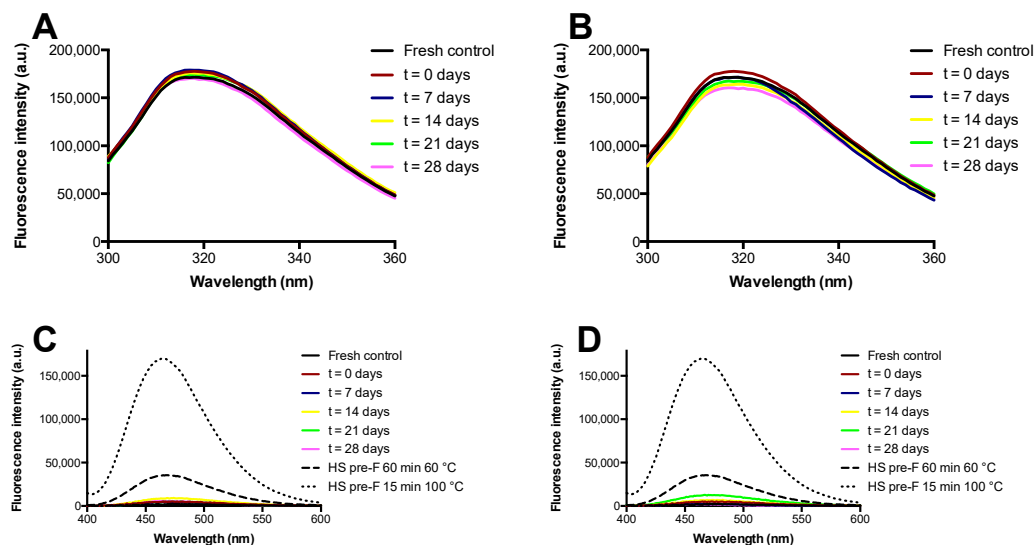 A
Fluorescence intensity (a.u.)
200,000
150,000
100,000
50,000
0
300
320
340
360
Wavelength (nm)
Fresh control
t = 0 days
t = 7 days
t = 14 days
t = 21 days
t = 28 days
B
Fluorescence intensity (a.u.)
200,000
150,000
100,000
50,000
0
300
320
340
360
Wavelength (nm)
Fresh control
t = 0 days
t = 7 days
t = 14 days
t = 21 days
t = 28 days
C
Fluorescence intensity (a.u.)
150,000
100,000
50,000
0
400
450
500
550
600
Wavelength (nm)
Fresh control
t = 0 days
t = 7 days
t = 14 days
t = 21 days
t = 28 days
HS pre-F 60 min 60 °C
HS pre-F 15 min 100 °C
D
Fluorescence intensity (a.u.)
150,000
100,000
50,000
0
400
450
500
550
600
Wavelength (nm)
Fresh control
t = 0 days
t = 7 days
t = 14 days
t = 21 days
t = 28 days
HS pre-F 60 min 60 °C
HS pre-F 15 min 100 °C